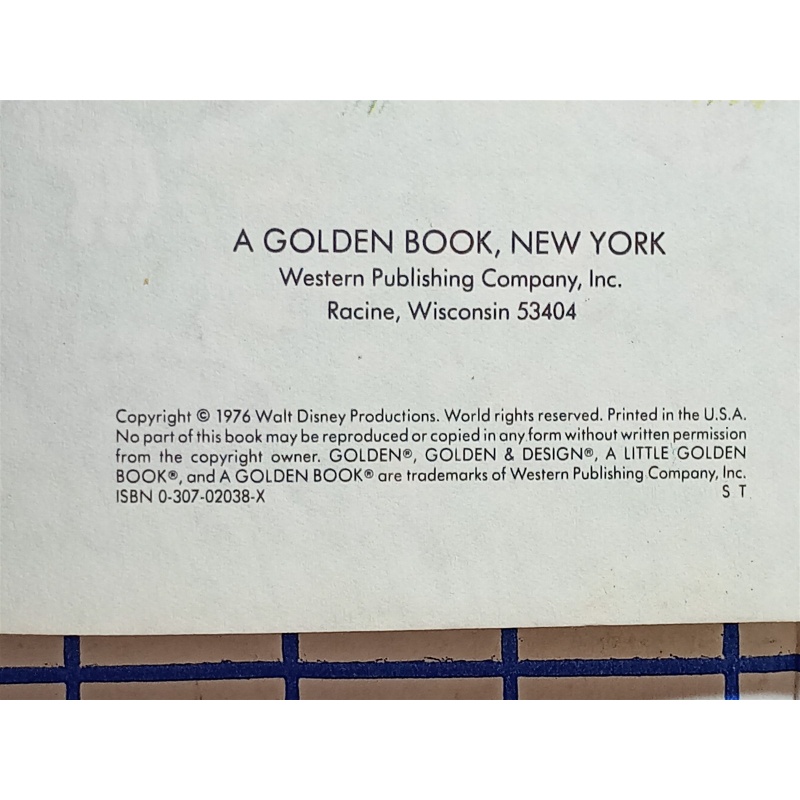 A GOLDEN BOOK, NEW YORK
Western Publishing Company, Inc.
Racine, Wisconsin 53404
Copyright © 1976 Walt Disney Productions. World rights reserved. Printed in the U.S.A.
No part of this book may be reproduced or copied in any form without written permission
from the copyright owner. GOLDEN®, GOLDEN & DESIGN®, A LITTLE GOLDEN
BOOK®, and A GOLDEN BOOK® are trademarks of Western Publishing Company, Inc.
ISBN 0-307-02038-X S T